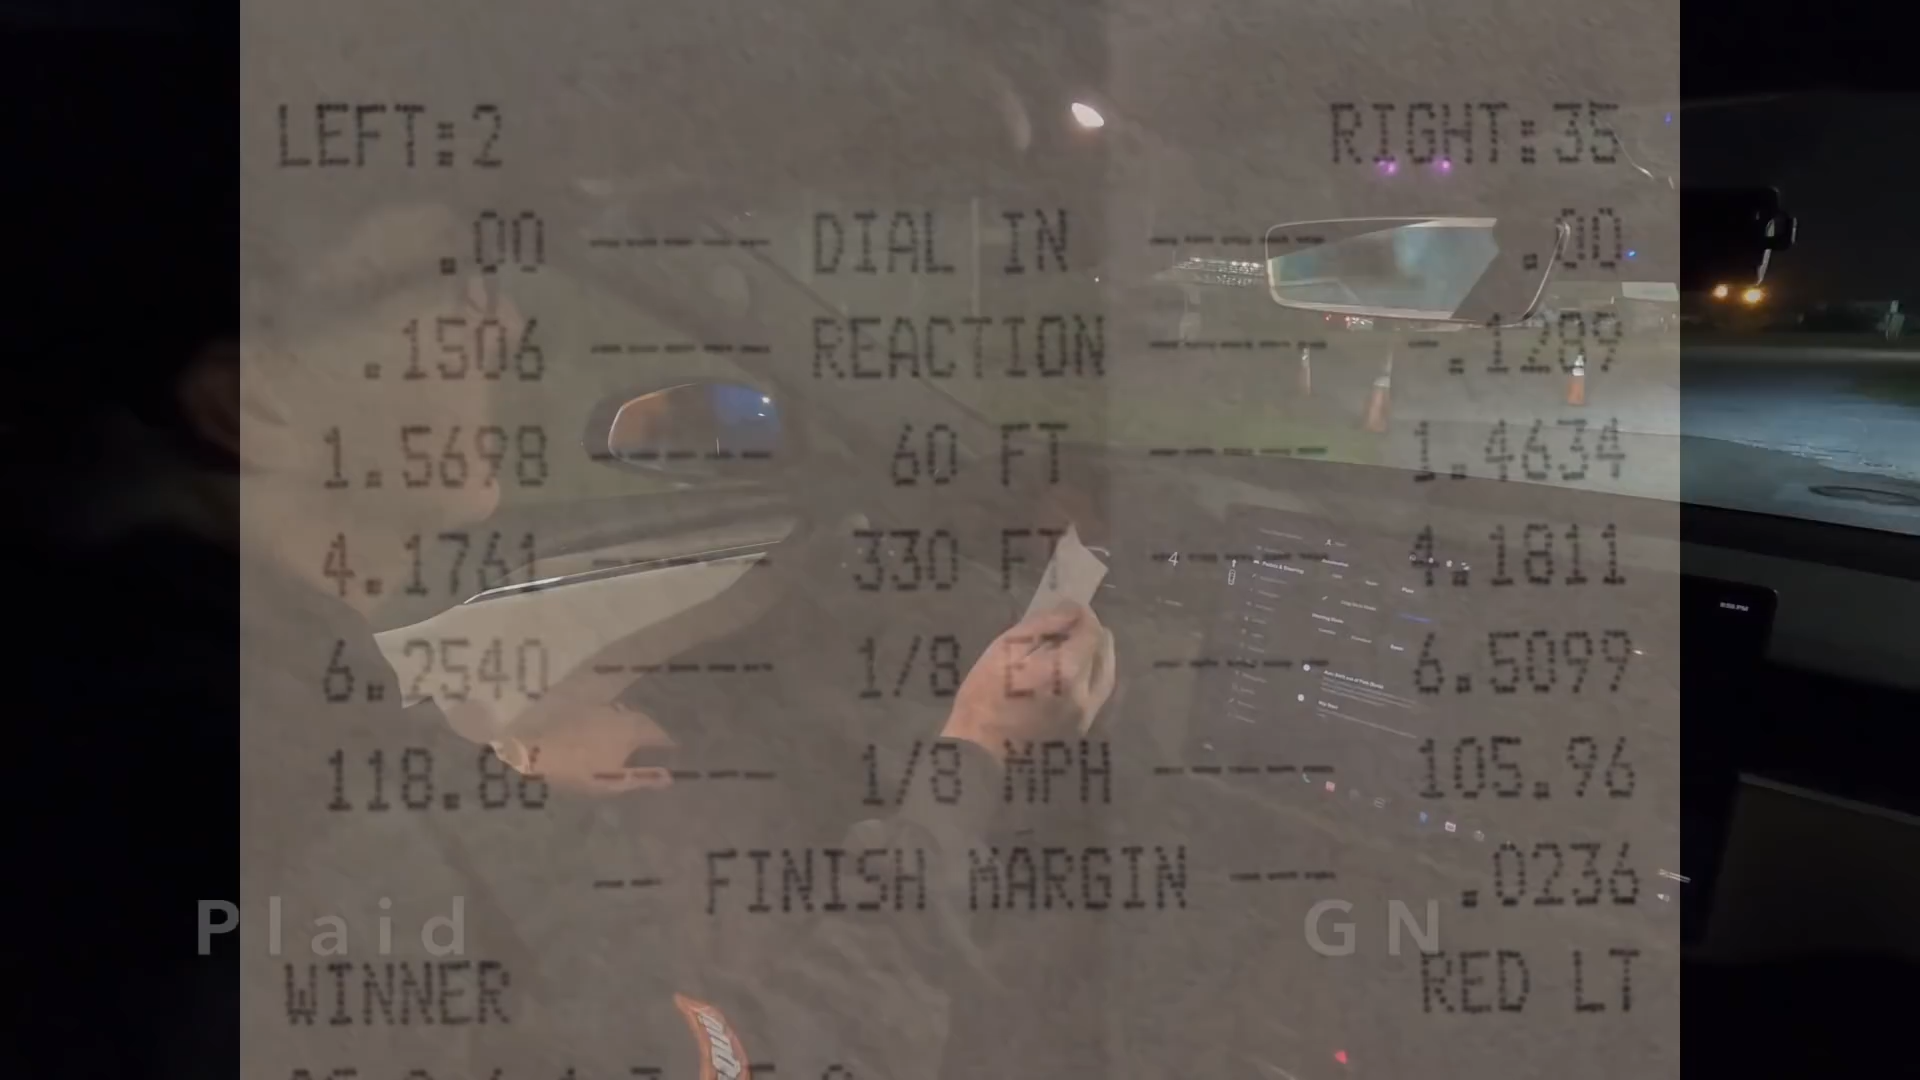 LEFT:2 RIGHT:35
.00 ----- DIAL IN ----- .00
.1506 ----- REACTION ----- -.1289
1.5698 ----- 60 FT ----- 1.4634
4.1761 ----- 330 FT ----- 4.1811
6.2540 ----- 1/8 ET ----- 6.5099
118.86 ----- 1/8 MPH ----- 105.96
-- FINISH MARGIN --- .0236
Plaid GN
WINNER RED LT